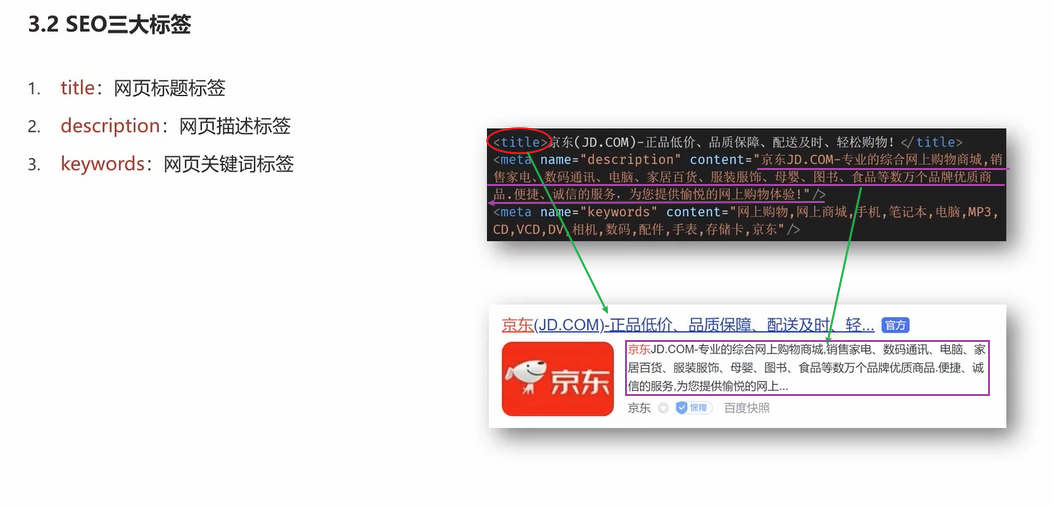 3.2 SEO三大标签
1. title：网页标题标签
2. description：网页描述标签
3. keywords：网页关键词标签
<title>京东(JD.COM)-正品低价、品质保障、配送及时、轻松购物！</title>
<meta name="description" content="京东JD.COM-专业的综合网上购物商城,销
售家电、数码通讯、电脑、家居百货、服装服饰、母婴、图书、食品等数万个品牌优质商
品.便捷、诚信的服务，为您提供愉悦的网上购物体验!"/>
<meta name="keywords" content="网上购物,网上商城,手机,笔记本,电脑,MP3,
CD,VCD,DV,相机,数码,配件,手表,存储卡,京东"/>
京东(JD.COM)-正品低价、品质保障、配送及时、轻... 官方
京东
京东JD.COM-专业的综合网上购物商城,销售家电、数码通讯、电脑、家
居百货、服装服饰、母婴、图书、食品等数万个品牌优质商品.便捷、诚
信的服务,为您提供愉悦的网上...
京东 保障 百度快照